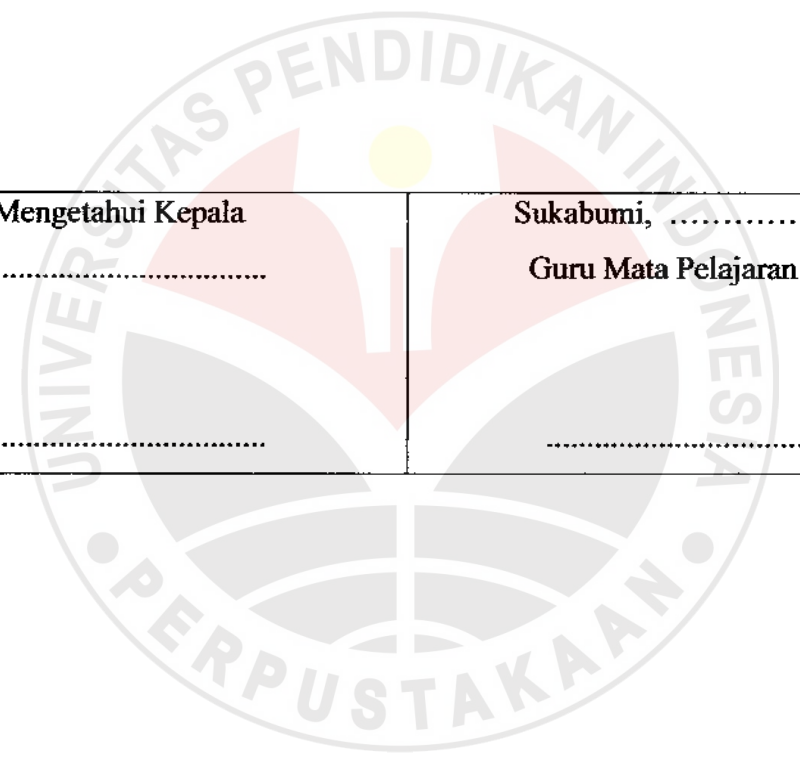 UNIVERSITAS PENDIDIKAN INDONESIA
Mengetahui Kepala
..............................
..............................
Sukabumi, ............
Guru Mata Pelajaran
..............................
PERPUSTAKAAN